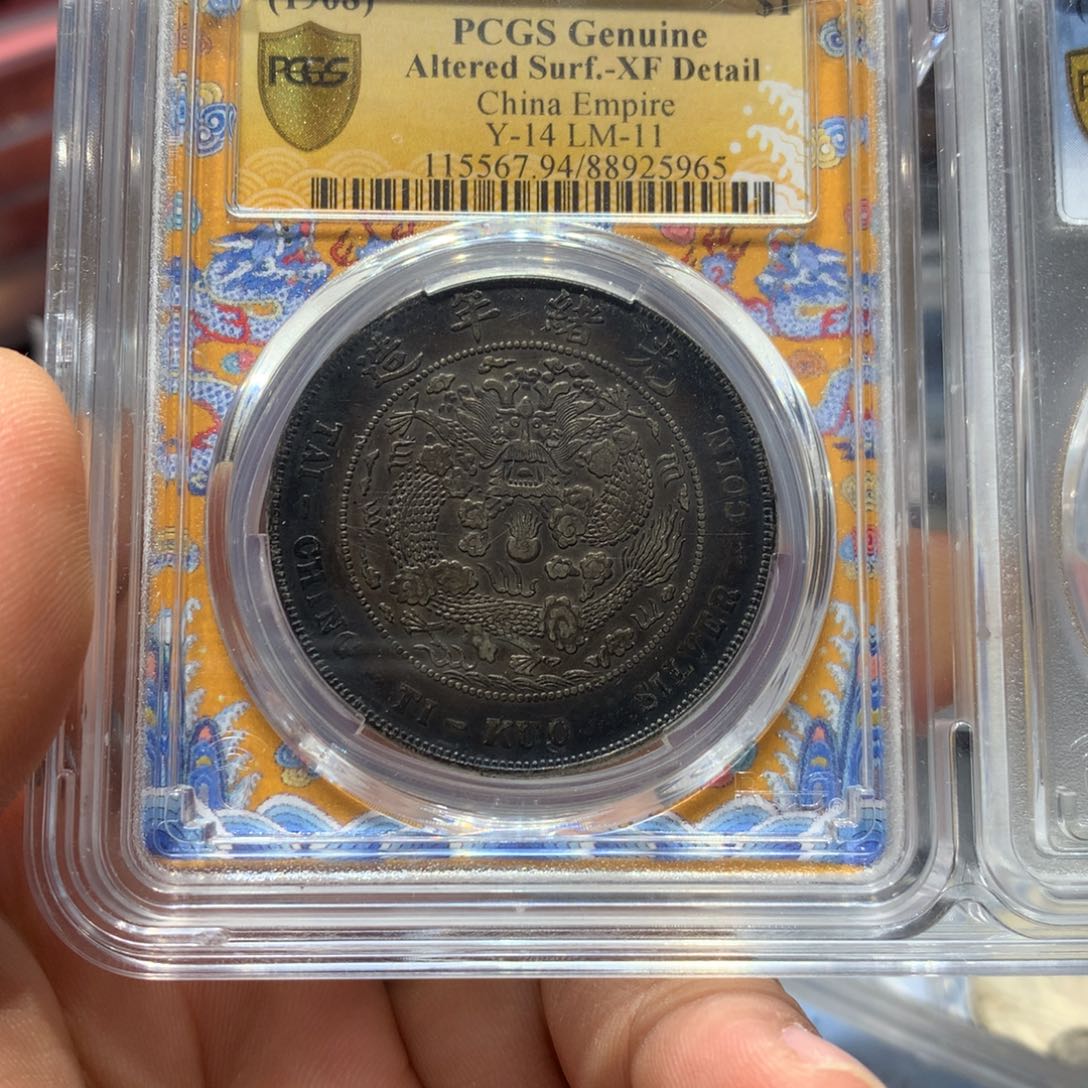 (1908) $1
PCGS Genuine
Altered Surf.-XF Detail
China Empire
Y-14 LM-11
115567.94/88925965
PCGS
造年緒光
TAI-CHING-TI-KUO SILVER COIN